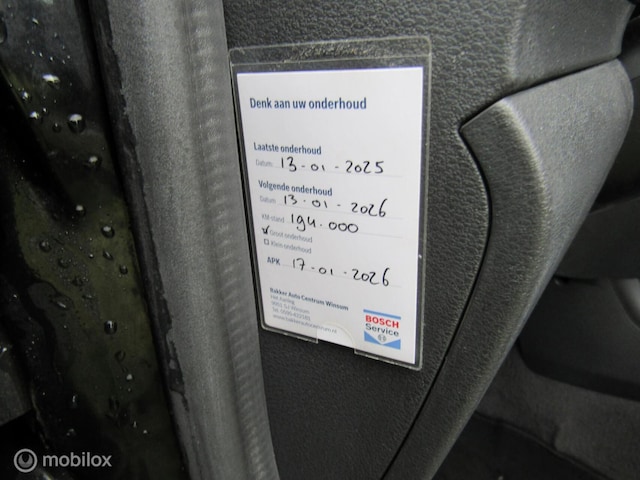 Denk aan uw onderhoud
Laatste onderhoud
Datum: 13-01-2025
Volgende onderhoud
Datum: 13-01-2026
KM stand: 194.000
Groot onderhoud
Klein onderhoud
APK 17-01-2026
Bakker Auto Centrum Winsum
BOSCH
Service
mobilox